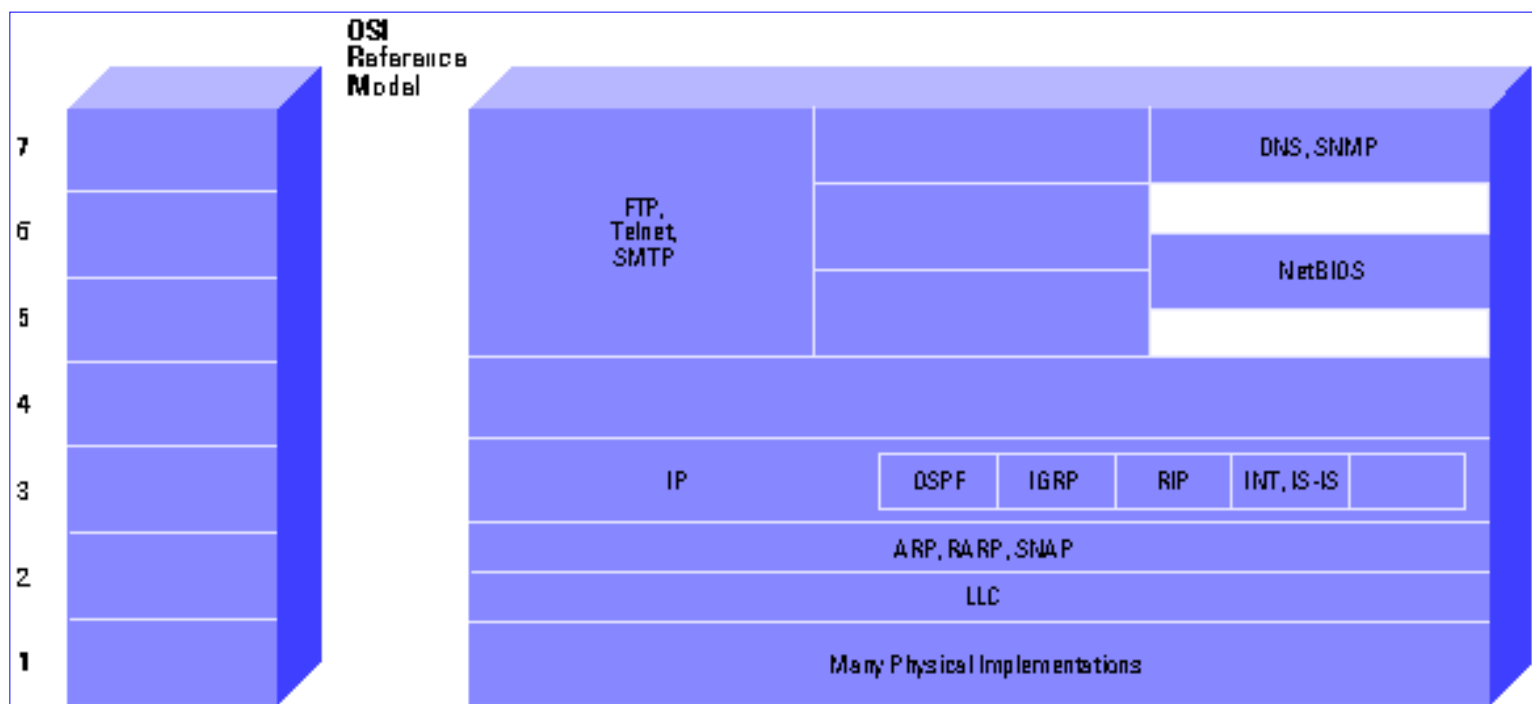 OSI
Reference
Model
7
6
5
4
3
2
1
FTP,
Telnet,
SMTP
DNS, SNMP
NetBIOS
IP
OSPF
IGRP
RIP
INT, IS-IS
ARP, RARP, SNAP
LLC
Many Physical Implementations